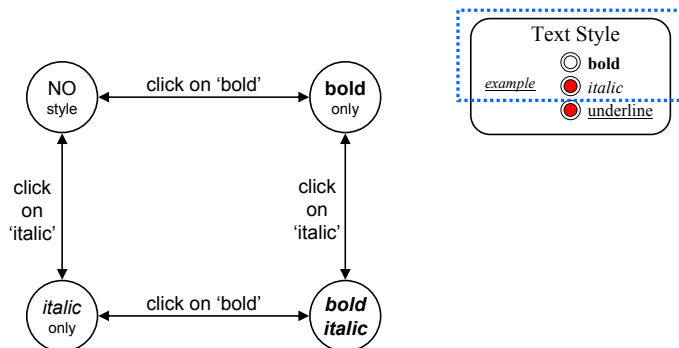 Text Style
bold
example italic
underline
NO
style
click on ‘bold’
bold
only
click
on
‘italic’
click
on
‘italic’
italic
only
click on ‘bold’
bold
italic